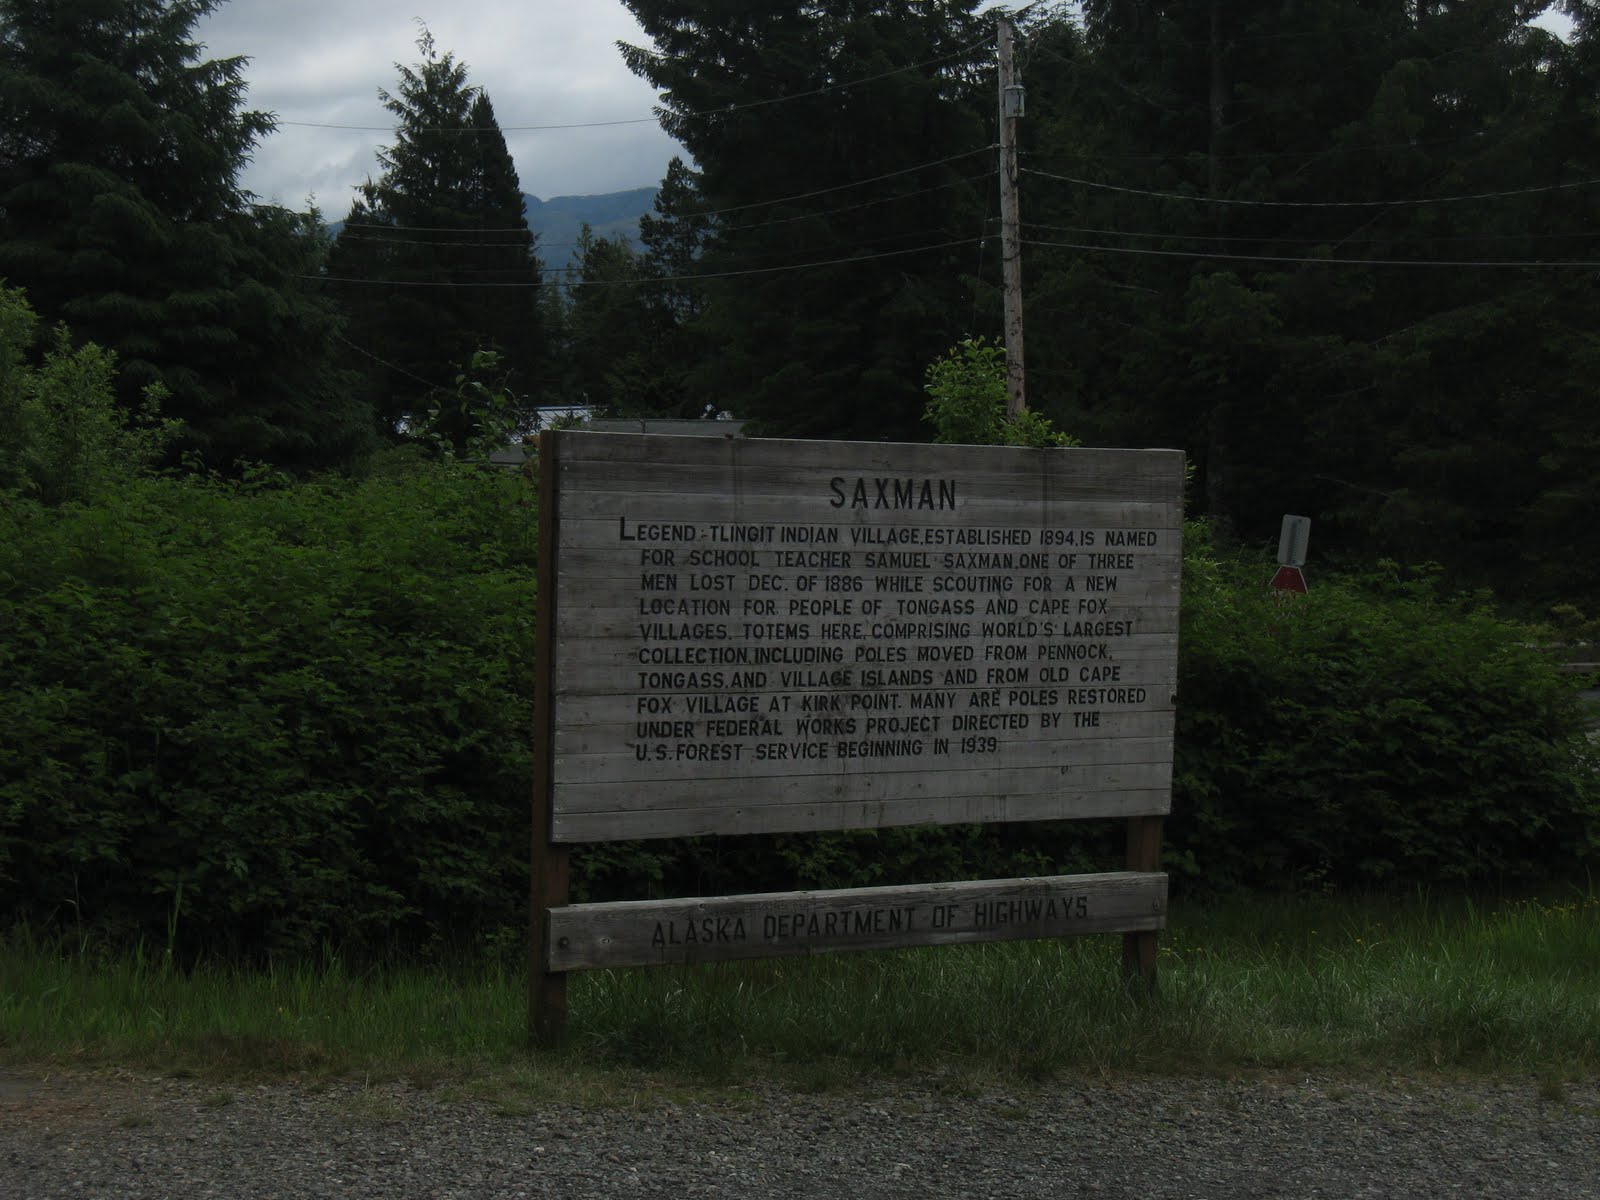 SAXMAN
LEGEND:-TLINGIT INDIAN VILLAGE, ESTABLISHED 1894, IS NAMED
FOR SCHOOL TEACHER SAMUEL SAXMAN, ONE OF THREE
MEN LOST DEC. OF 1886 WHILE SCOUTING FOR A NEW
LOCATION FOR PEOPLE OF TONGASS AND CAPE FOX
VILLAGES. TOTEMS HERE, COMPRISING WORLD'S LARGEST
COLLECTION, INCLUDING POLES MOVED FROM PENNOCK,
TONGASS, AND VILLAGE ISLANDS AND FROM OLD CAPE
FOX VILLAGE AT KIRK POINT. MANY ARE POLES RESTORED
UNDER FEDERAL WORKS PROJECT DIRECTED BY THE
U.S. FOREST SERVICE BEGINNING IN 1939.
ALASKA DEPARTMENT OF HIGHWAYS